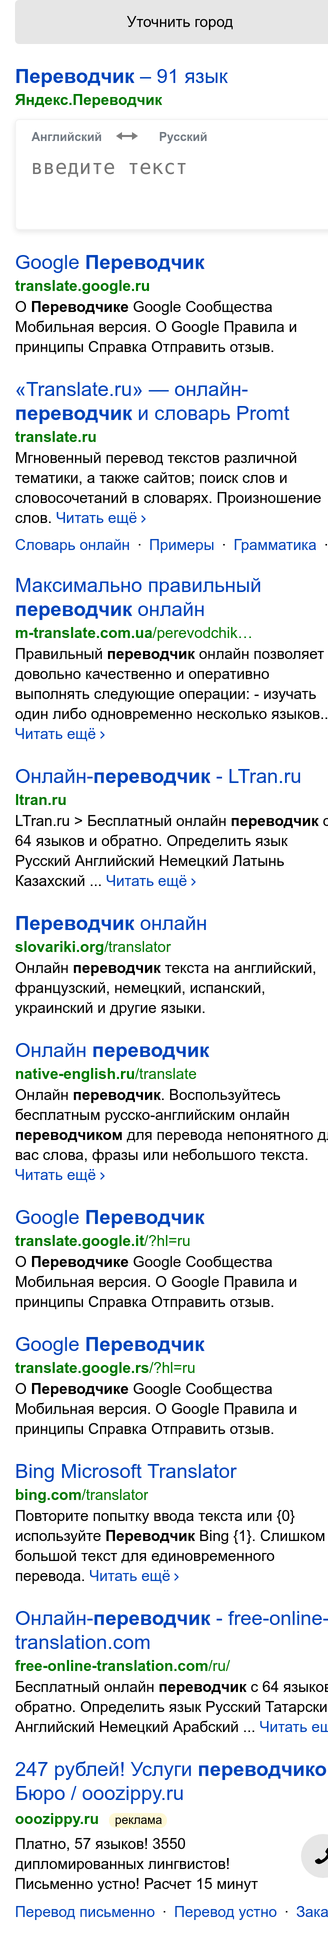 Уточнить город
Переводчик – 91 язык
Яндекс.Переводчик
Английский ⟷ Русский
введите текст
Google Переводчик
translate.google.ru
О Переводчике Google Сообщества
Мобильная версия. О Google Правила и
принципы Справка Отправить отзыв.
«Translate.ru» — онлайн-
переводчик и словарь Promt
translate.ru
Мгновенный перевод текстов различной
тематики, а также сайтов; поиск слов и
словосочетаний в словарях. Произношение
слов. Читать ещё ›
Словарь онлайн · Примеры · Грамматика ·
Максимально правильный
переводчик онлайн
m-translate.com.ua/perevodchik…
Правильный переводчик онлайн позволяет
довольно качественно и оперативно
выполнять следующие операции: - изучать
один либо одновременно несколько языков..
Читать ещё ›
Онлайн-переводчик - LTran.ru
ltran.ru
LTran.ru > Бесплатный онлайн переводчик с
64 языков и обратно. Определить язык
Русский Английский Немецкий Латынь
Казахский ... Читать ещё ›
Переводчик онлайн
slovariki.org/translator
Онлайн переводчик текста на английский,
французский, немецкий, испанский,
украинский и другие языки.
Онлайн переводчик
native-english.ru/translate
Онлайн переводчик. Воспользуйтесь
бесплатным русско-английским онлайн
переводчиком для перевода непонятного д
вас слова, фразы или небольшого текста.
Читать ещё ›
Google Переводчик
translate.google.it/?hl=ru
О Переводчике Google Сообщества
Мобильная версия. О Google Правила и
принципы Справка Отправить отзыв.
Google Переводчик
translate.google.rs/?hl=ru
О Переводчике Google Сообщества
Мобильная версия. О Google Правила и
принципы Справка Отправить отзыв.
Bing Microsoft Translator
bing.com/translator
Повторите попытку ввода текста или {0}
используйте Переводчик Bing {1}. Слишком
большой текст для единовременного
перевода. Читать ещё ›
Онлайн-переводчик - free-online-
translation.com
free-online-translation.com/ru/
Бесплатный онлайн переводчик с 64 языков
обратно. Определить язык Русский Татарски
Английский Немецкий Арабский ... Читать ещ
247 рублей! Услуги переводчико
Бюро / ooozippy.ru
ooozippy.ru реклама
Платно, 57 языков! 3550
дипломированных лингвистов!
Письменно устно! Расчет 15 минут
Перевод письменно · Перевод устно · Зака